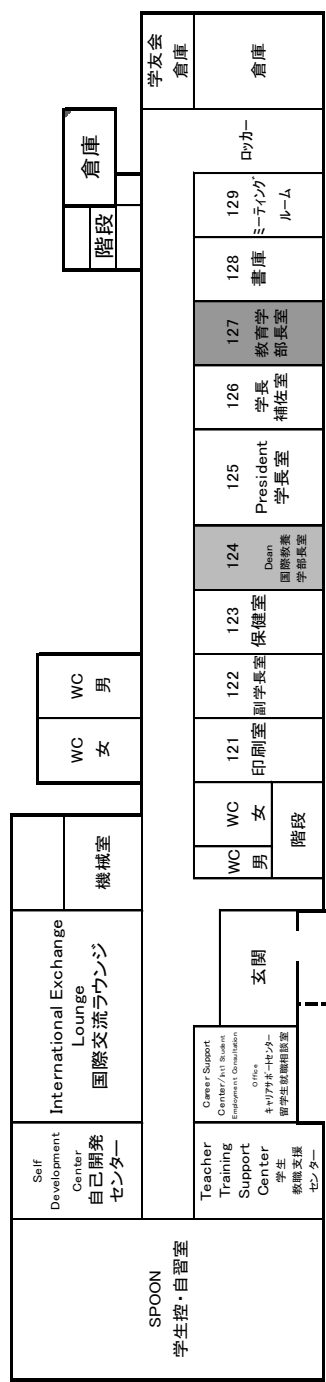 学友会
倉庫
倉庫
倉庫
階段
ロッカー
129
ミーティング
ルーム
128
書庫
127
教育学
部長室
126
学長
補佐室
125
President
学長室
124
Dean
国際教養
学部長室
123
保健室
122
副学長室
121
印刷室
WC
男
WC
女
WC
女
WC
男
階段
機械室
International Exchange
Lounge
国際交流ラウンジ
玄関
Career Support
Center/Intl Student
Employment Consultation
Office
キャリアサポートセンター
留学生就職相談室
Self
Development
Center
自己開発
センター
Teacher
Training
Support
Center
学生
教職支援
センター
SPOON
学生控・自習室